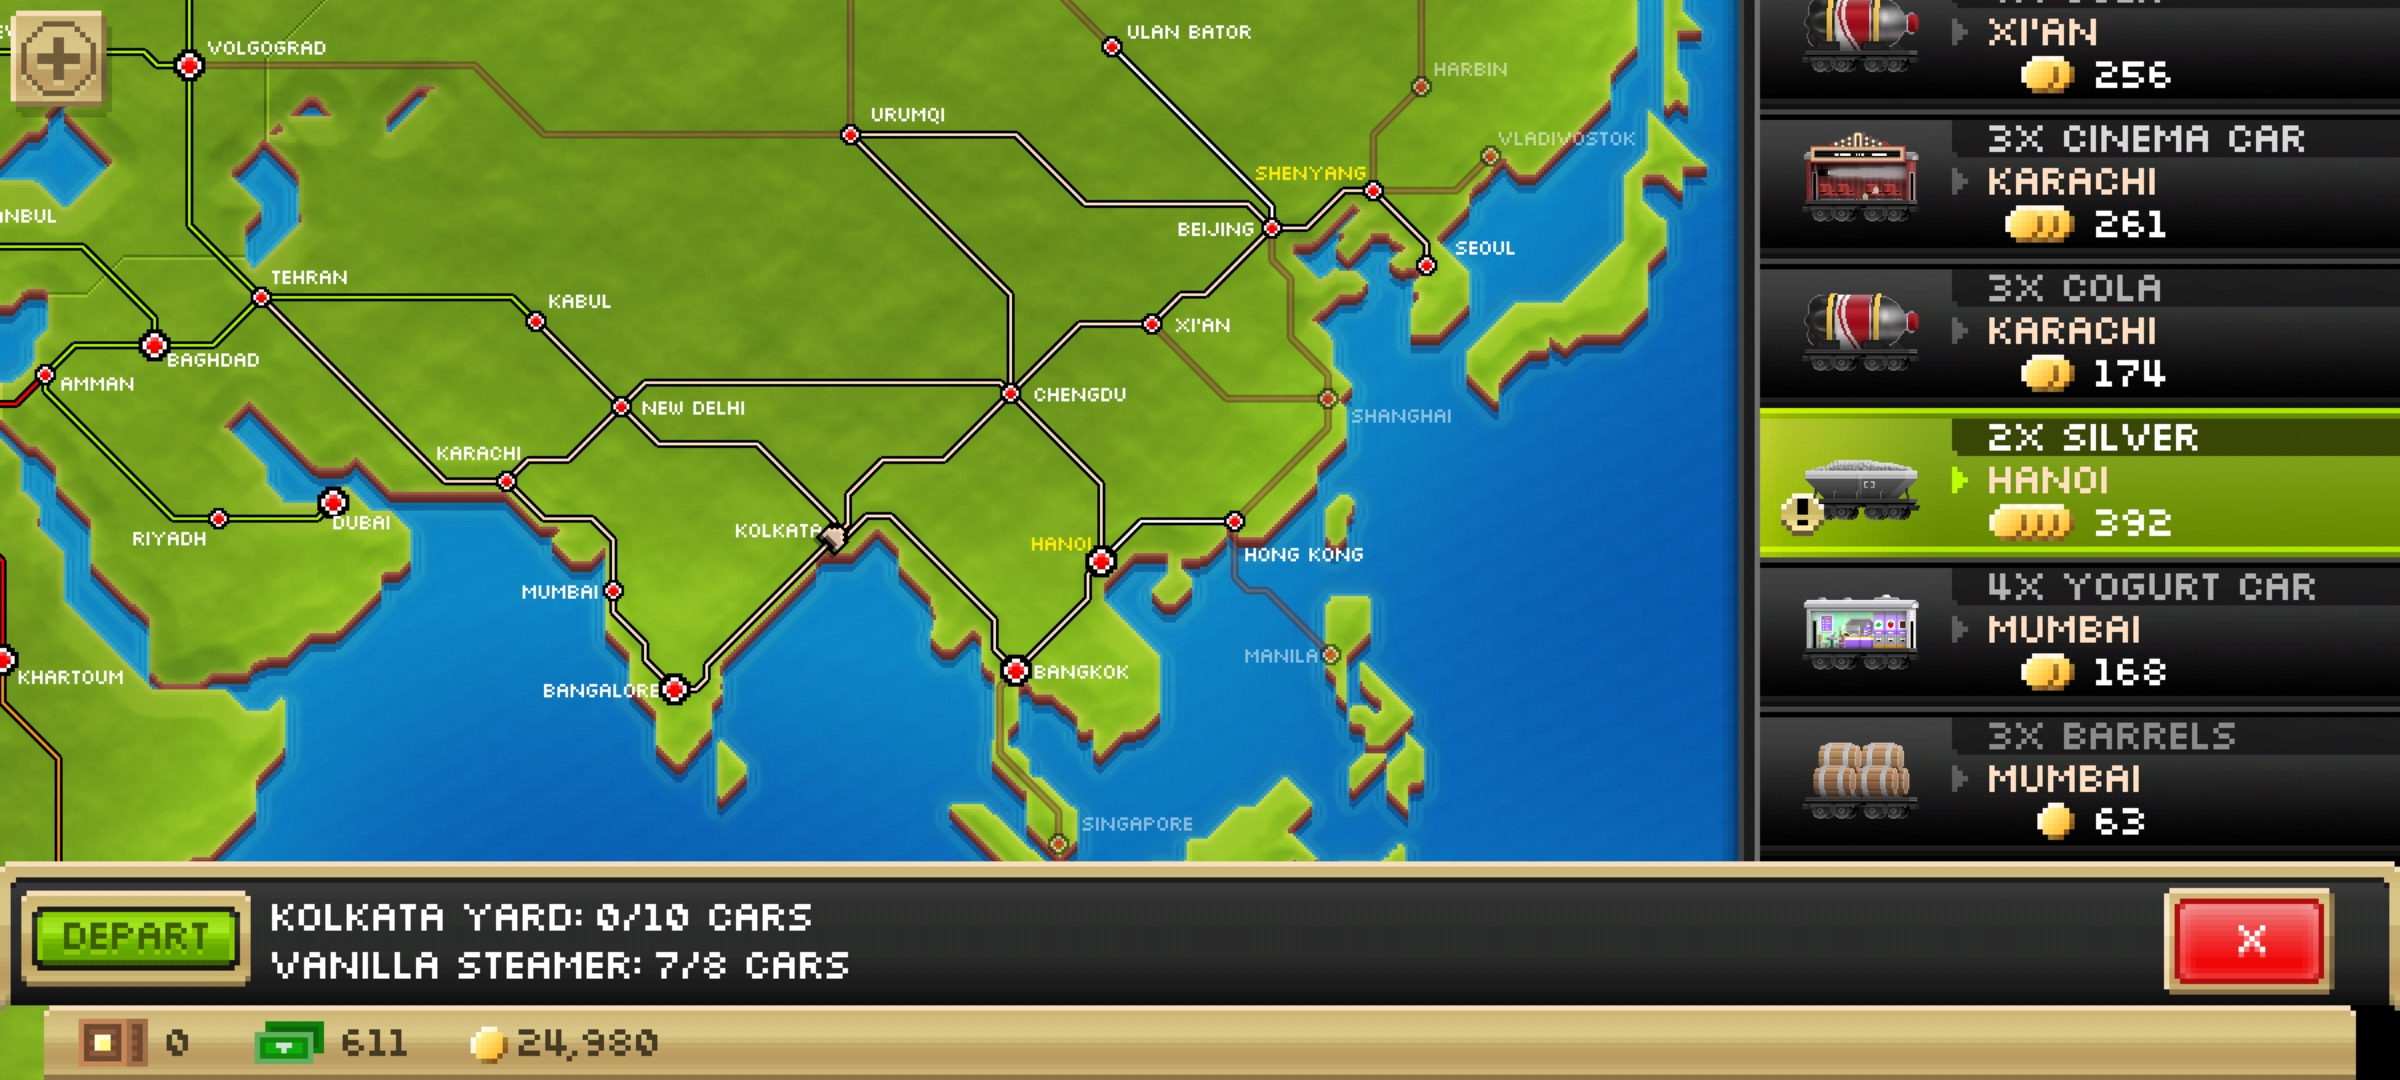 VOLGOGRAD
ULAN BATOR
HARBIN
URUMQI
VLADIVOSTOK
SHENYANG
ANBUL
BEIJING
SEOUL
TEHRAN
KABUL
XI'AN
BAGHDAD
AMMAN
NEW DELHI
CHENGDU
SHANGHAI
KARACHI
DUBAI
RIYADH
KOLKATA
HANOI
HONG KONG
MUMBAI
MANILA
KHARTOUM
BANGALORE
BANGKOK
SINGAPORE
XI'AN
256
3X CINEMA CAR
KARACHI
261
3X COLA
KARACHI
174
2X SILVER
HANOI
392
4X YOGURT CAR
MUMBAI
168
3X BARRELS
MUMBAI
63
DEPART
KOLKATA YARD: 0/10 CARS
VANILLA STEAMER: 7/8 CARS
X
0
611
24,980